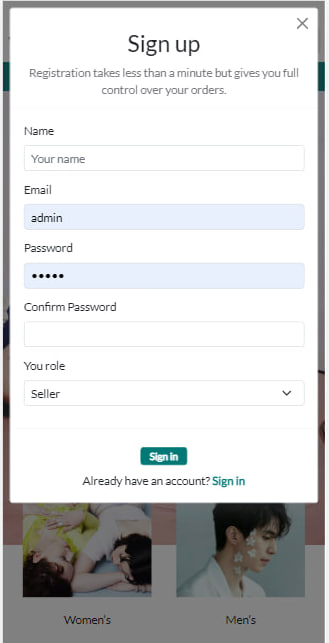 Sign up
Registration takes less than a minute but gives you full
control over your orders.
Name
Your name
Email
admin
Password
•••••
Confirm Password
You role
Seller
Sign in
Already have an account? Sign in
Women's
Men's